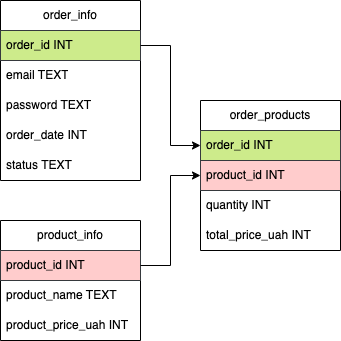 order_info
order_id INT
email TEXT
password TEXT
order_date INT
status TEXT
order_products
order_id INT
product_id INT
quantity INT
total_price_uah INT
product_info
product_id INT
product_name TEXT
product_price_uah INT